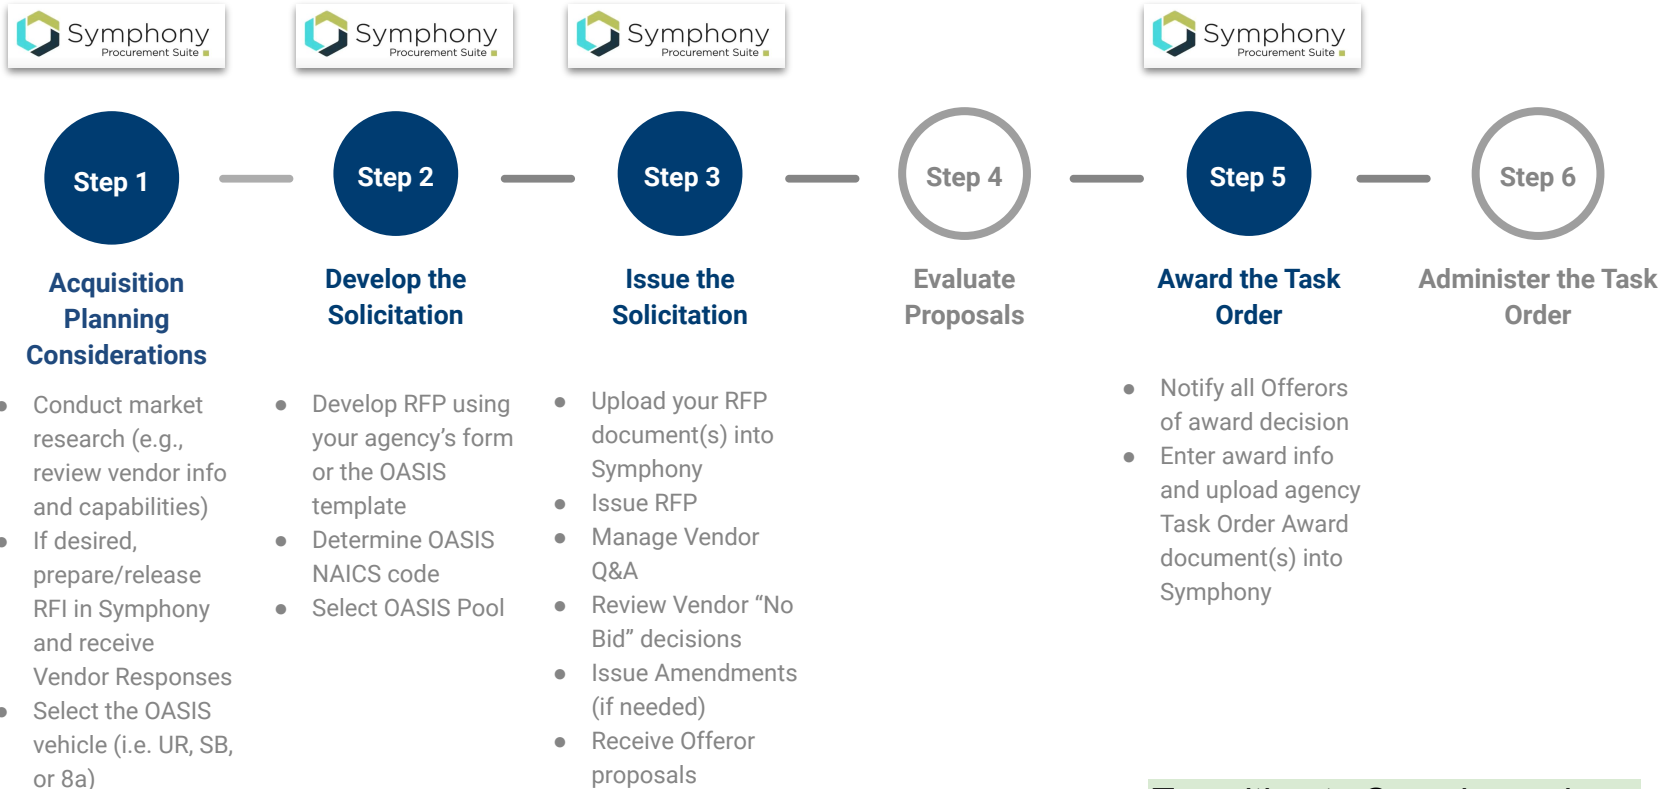 Symphony
Procurement Suite
Symphony
Procurement Suite
Symphony
Procurement Suite
Symphony
Procurement Suite
Step 1
Step 2
Step 3
Step 4
Step 5
Step 6
Acquisition
Planning
Considerations
● Conduct market
research (e.g.,
review vendor info
and capabilities)
● If desired,
prepare/release
RFI in Symphony
and receive
Vendor Responses
● Select the OASIS
vehicle (i.e. UR, SB,
or 8a)
Develop the
Solicitation
● Develop RFP using
your agency’s form
or the OASIS
template
● Determine OASIS
NAICS code
● Select OASIS Pool
Issue the
Solicitation
● Upload your RFP
document(s) into
Symphony
● Issue RFP
● Manage Vendor
Q&A
● Review Vendor “No
Bid” decisions
● Issue Amendments
(if needed)
● Receive Offeror
proposals
Evaluate
Proposals
Award the Task
Order
● Notify all Offerors
of award decision
● Enter award info
and upload agency
Task Order Award
document(s) into
Symphony
Administer the Task
Order